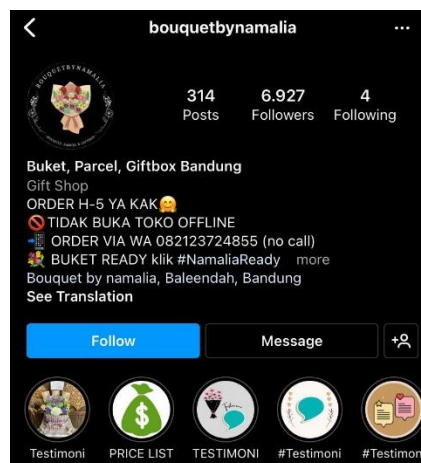 bouquetbynamalia
BOUQUETBYNAMALIA
314 6.927 4
Posts Followers Following
Buket, Parcel, Giftbox Bandung
Gift Shop
ORDER H-5 YA KAK🤗
🚫TIDAK BUKA TOKO OFFLINE
📲 ORDER VIA WA 082123724855 (no call)
💐 BUKET READY klik #NamaliaReady more
Bouquet by namalia, Baleendah, Bandung
See Translation
Follow Message
Testimoni PRICE LIST TESTIMONI #Testimoni #Testimon